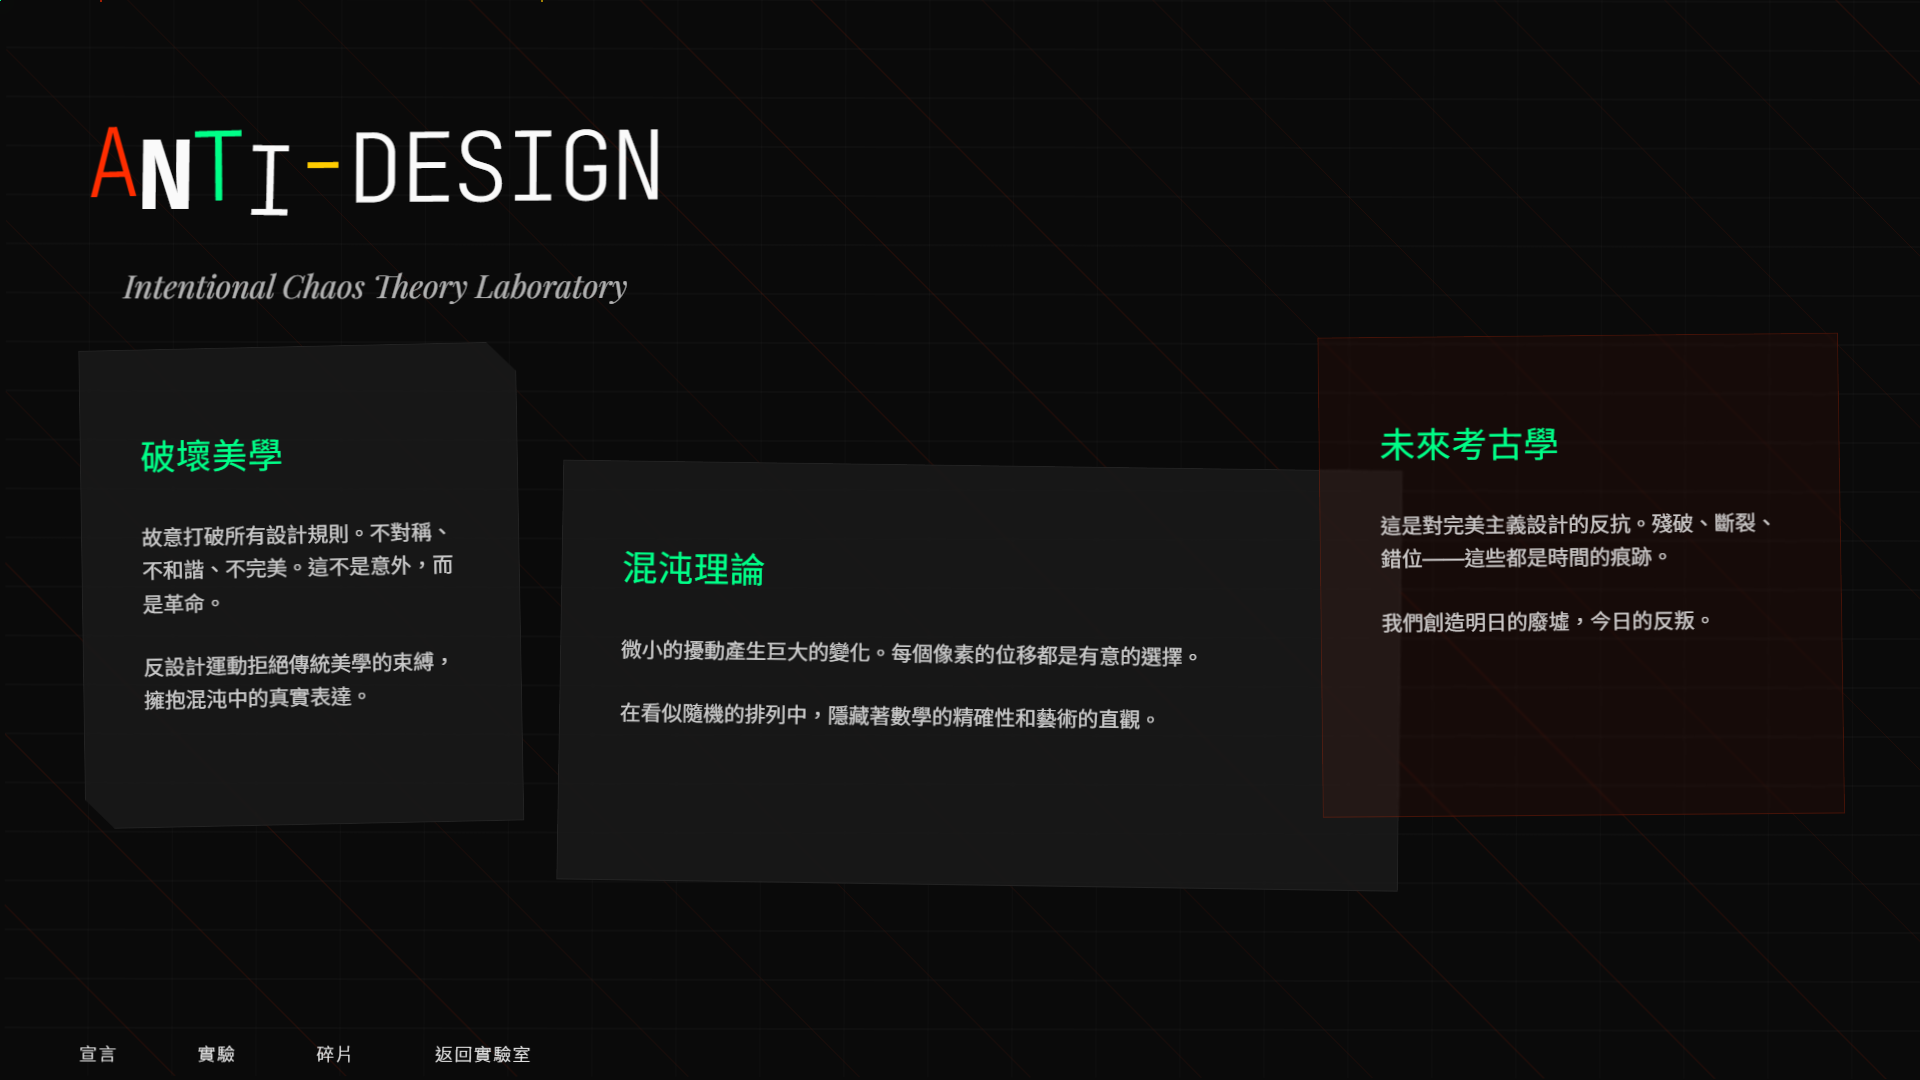 ANTI-DESIGN
Intentional Chaos Theory Laboratory
破壞美學
故意打破所有設計規則。不對稱、
不和諧、不完美。這不是意外，而
是革命。
反設計運動拒絕傳統美學的束縛，
擁抱混沌中的真實表達。
混沌理論
微小的擾動產生巨大的變化。每個像素的位移都是有意的選擇。
在看似隨機的排列中，隱藏著數學的精確性和藝術的直觀。
未來考古學
這是對完美主義設計的反抗。殘破、斷裂、
錯位——這些都是時間的痕跡。
我們創造明日的廢墟，今日的反叛。
宣言
實驗
碎片
返回實驗室